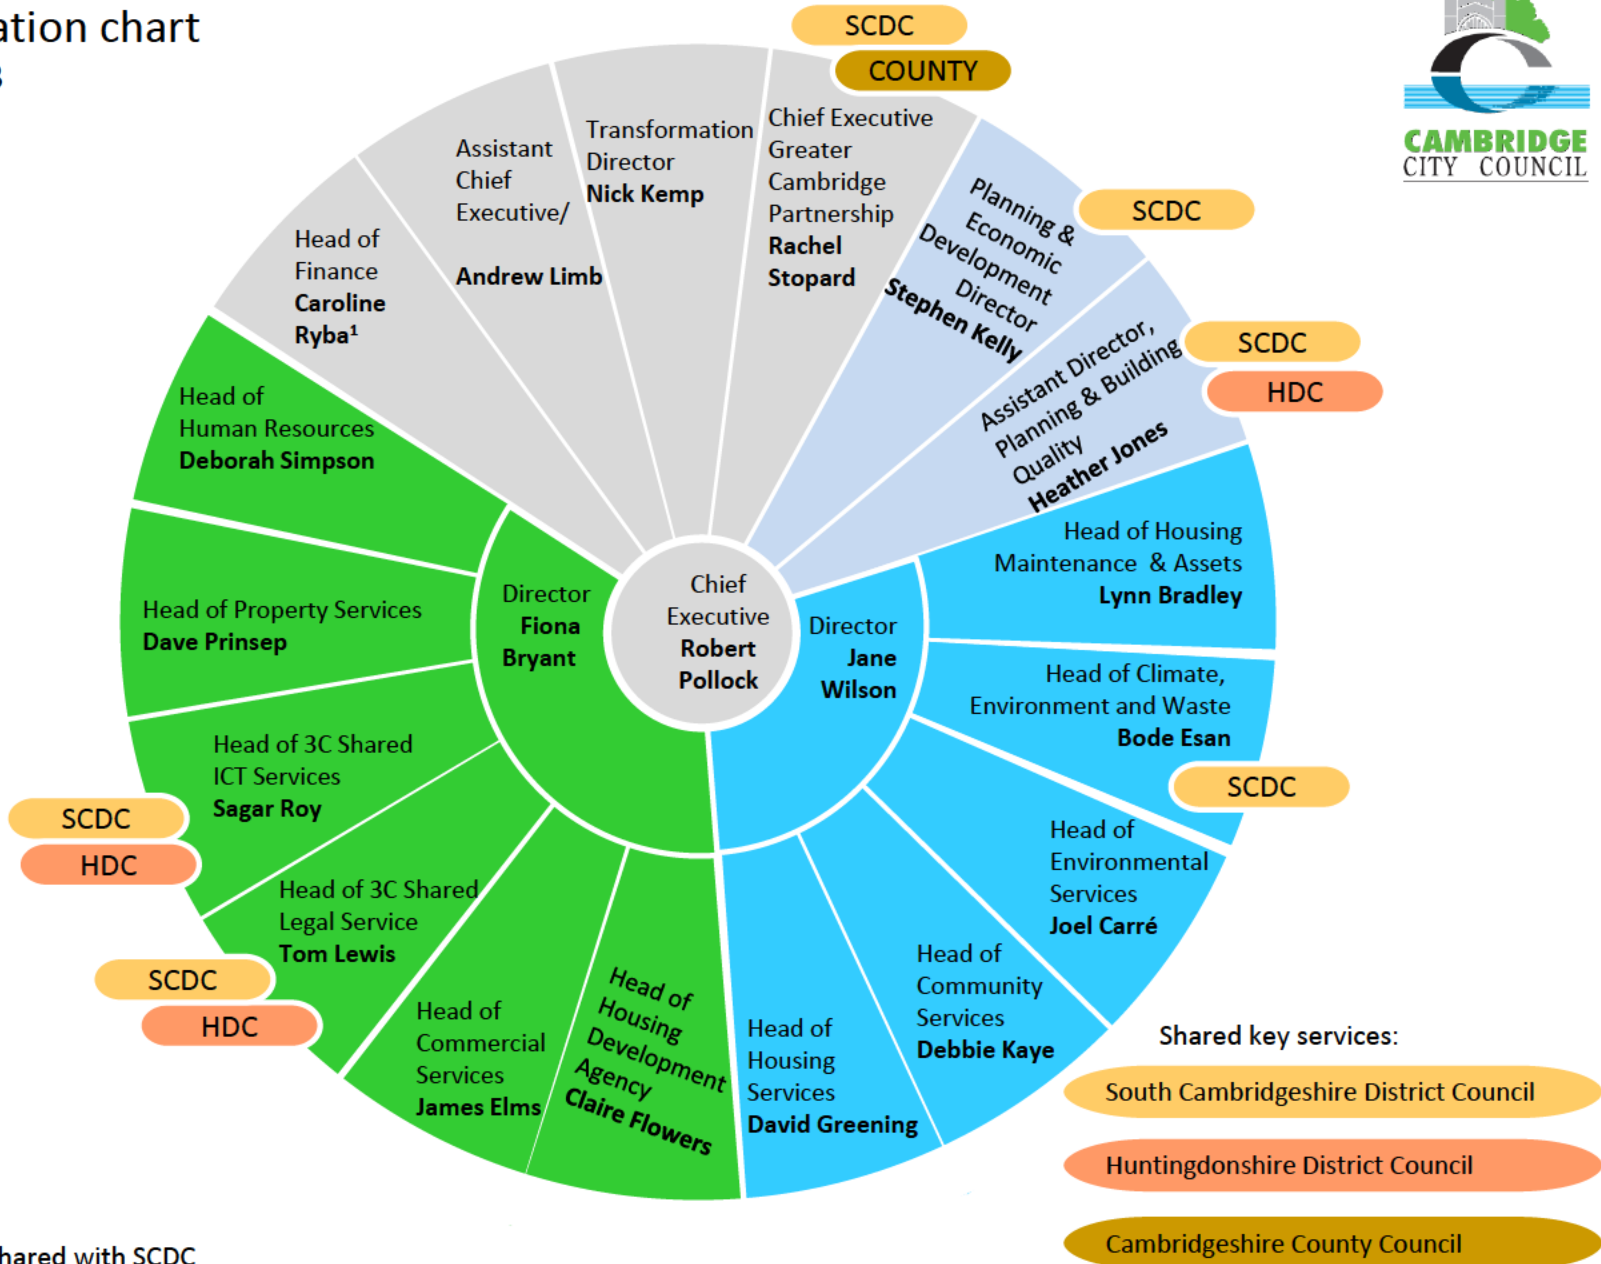 ation chart
SCDC
COUNTY
CAMBRIDGE
CITY COUNCIL
Head of
Finance
Caroline
Ryba¹
Assistant
Chief
Executive/
Andrew Limb
Transformation
Director
Nick Kemp
Chief Executive
Greater
Cambridge
Partnership
Rachel
Stopard
Planning &
Economic
Development
Director
Stephen Kelly
SCDC
Assistant Director,
Planning & Building
Quality
Heather Jones
SCDC
HDC
Head of
Human Resources
Deborah Simpson
Head of Property Services
Dave Prinsep
Head of 3C Shared
ICT Services
Sagar Roy
SCDC
HDC
Head of 3C Shared
Legal Service
Tom Lewis
SCDC
HDC
Head of
Commercial
Services
James Elms
Head of
Housing
Development
Agency
Claire Flowers
Director
Fiona
Bryant
Chief
Executive
Robert
Pollock
Director
Jane
Wilson
Head of Housing
Maintenance & Assets
Lynn Bradley
Head of Climate,
Environment and Waste
Bode Esan
SCDC
Head of
Environmental
Services
Joel Carré
Head of
Community
Services
Debbie Kaye
Head of
Housing
Services
David Greening
Shared key services:
South Cambridgeshire District Council
Huntingdonshire District Council
Cambridgeshire County Council
hared with SCDC